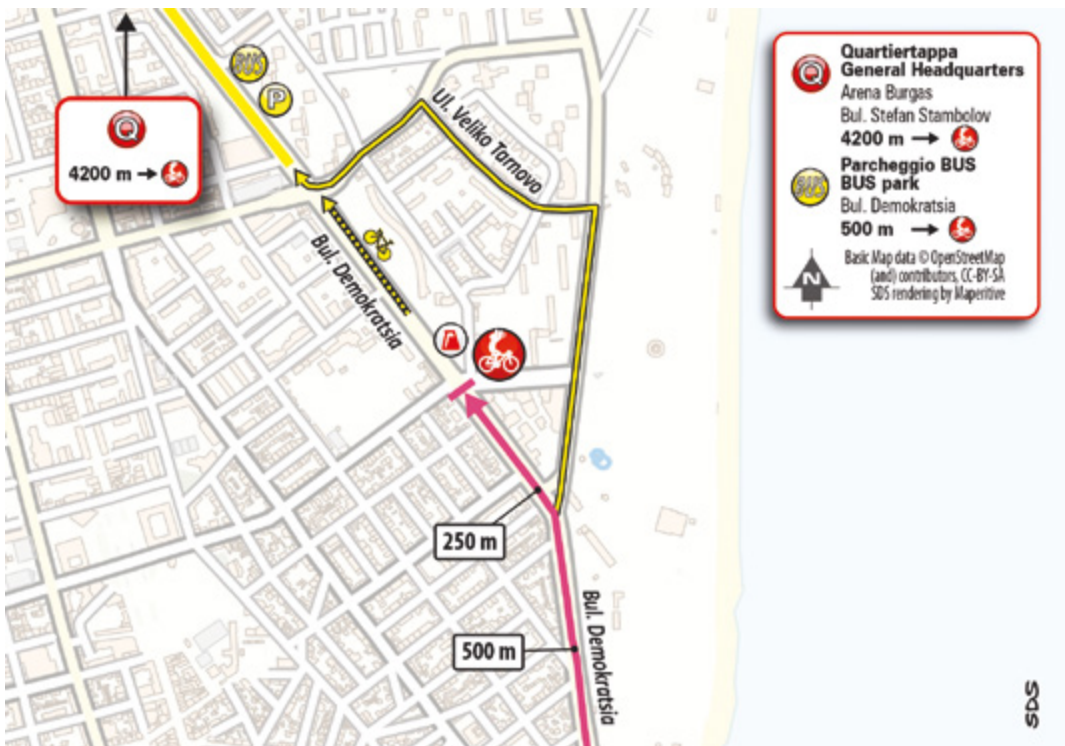 BUS
P
Ul. Veliko Tarnovo
Q
4200 m
Bul. Demokratsia
250 m
500 m
Bul. Demokratsia
Q
Quartiertappa
General Headquarters
Arena Burgas
Bul. Stefan Stambolov
4200 m
BUS
Parcheggio BUS
BUS park
Bul. Demokratsia
500 m
N
Basic Map data © OpenStreetMap
(and) contributors, CC-BY-SA
SDS rendering by Maperitive
SDS